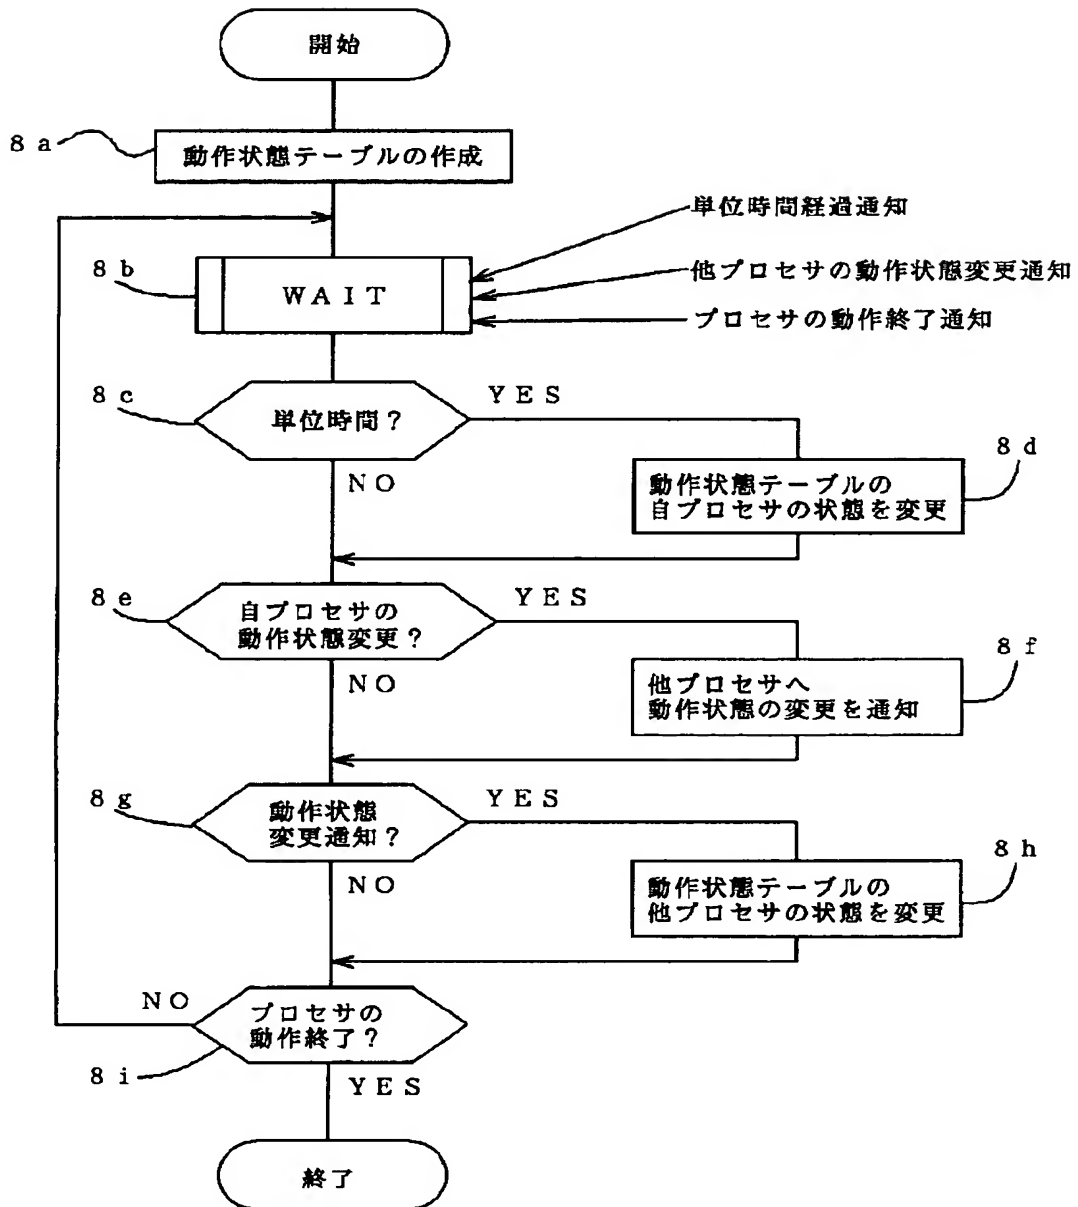 開始
8a
動作状態テーブルの作成
単位時間経過通知
8b
WAIT
他プロセサの動作状態変更通知
プロセサの動作終了通知
8c
単位時間?
YES
NO
8d
動作状態テーブルの
自プロセサの状態を変更
8e
自プロセサの
動作状態変更?
YES
NO
8f
他プロセサへ
動作状態の変更を通知
8g
動作状態
変更通知?
YES
NO
8h
動作状態テーブルの
他プロセサの状態を変更
NO
プロセサの
動作終了?
8i
YES
終了